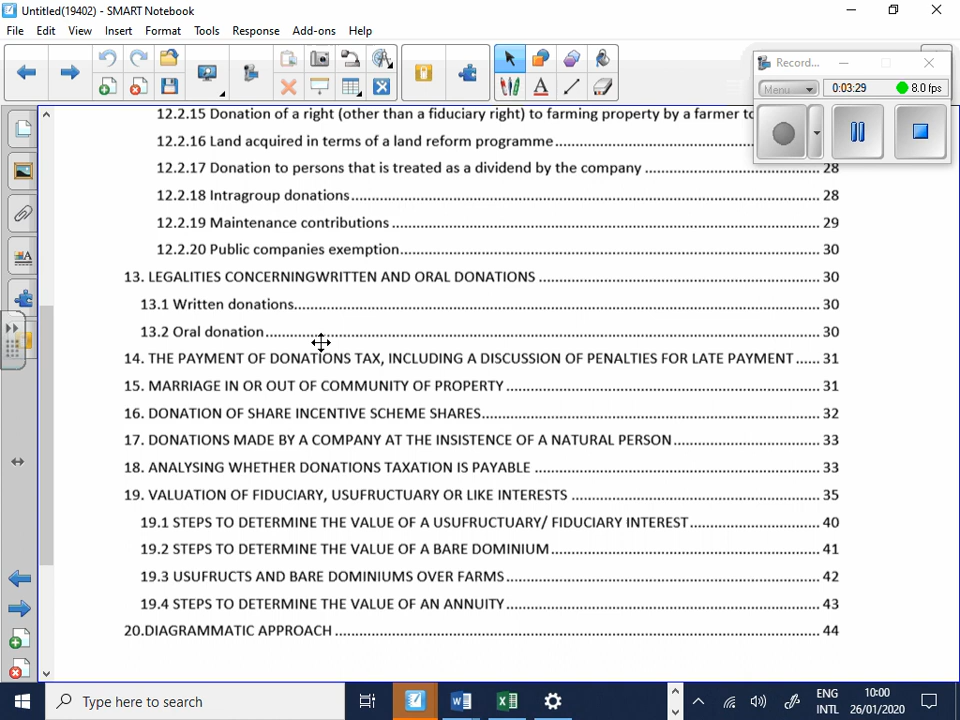 Untitled(19402) - SMART Notebook
File Edit View Insert Format Tools Response Add-ons Help
Record...
Menu 0:03:29 8.0 fps
12.2.15 Donation of a right (other than a fiduciary right) to farming property by a farmer to
12.2.16 Land acquired in terms of a land reform programme
12.2.17 Donation to persons that is treated as a dividend by the company 28
12.2.18 Intragroup donations 28
12.2.19 Maintenance contributions 29
12.2.20 Public companies exemption 30
13. LEGALITIES CONCERNINGWRITTEN AND ORAL DONATIONS 30
13.1 Written donations 30
13.2 Oral donation 30
14. THE PAYMENT OF DONATIONS TAX, INCLUDING A DISCUSSION OF PENALTIES FOR LATE PAYMENT 31
15. MARRIAGE IN OR OUT OF COMMUNITY OF PROPERTY 31
16. DONATION OF SHARE INCENTIVE SCHEME SHARES 32
17. DONATIONS MADE BY A COMPANY AT THE INSISTENCE OF A NATURAL PERSON 33
18. ANALYSING WHETHER DONATIONS TAXATION IS PAYABLE 33
19. VALUATION OF FIDUCIARY, USUFRUCTUARY OR LIKE INTERESTS 35
19.1 STEPS TO DETERMINE THE VALUE OF A USUFRUCTUARY/ FIDUCIARY INTEREST 40
19.2 STEPS TO DETERMINE THE VALUE OF A BARE DOMINIUM 41
19.3 USUFRUCTS AND BARE DOMINIUMS OVER FARMS 42
19.4 STEPS TO DETERMINE THE VALUE OF AN ANNUITY 43
20.DIAGRAMMATIC APPROACH 44
Type here to search
ENG
INTL
10:00
26/01/2020